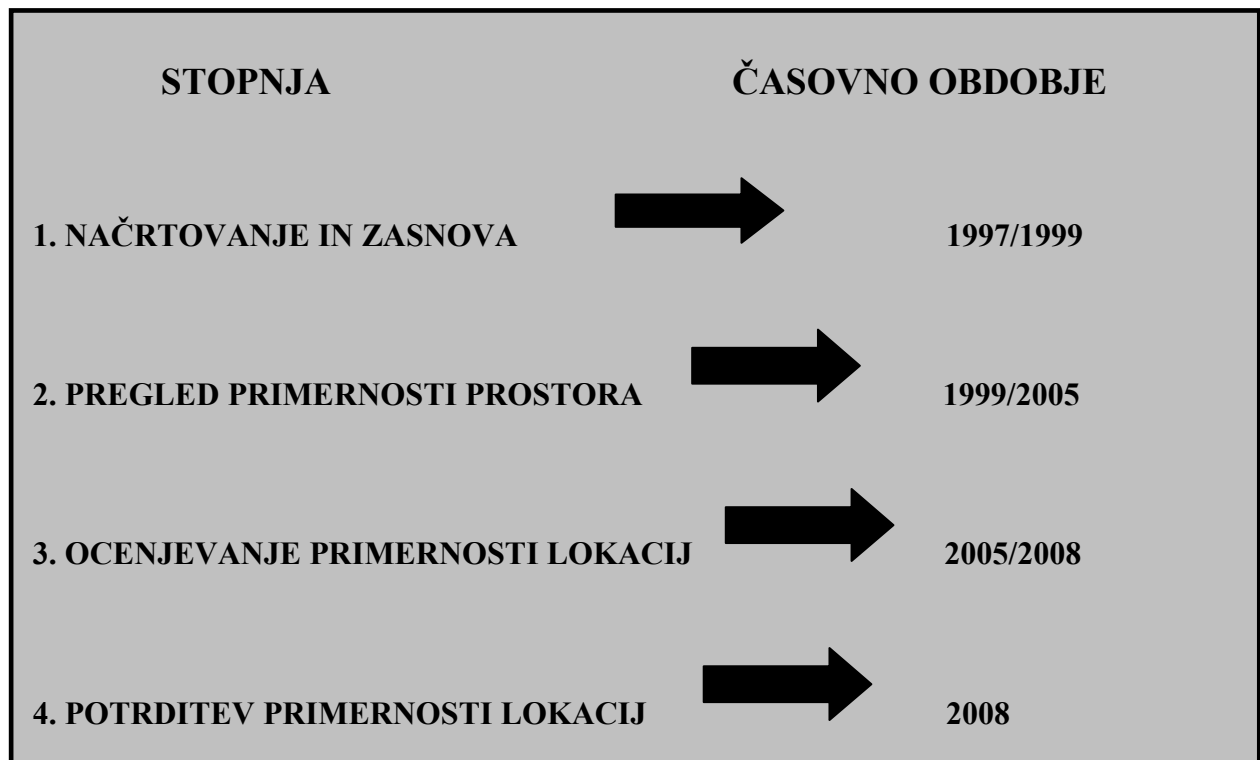 STOPNJA ČASOVNO OBDOBJE
1. NAČRTOVANJE IN ZASNOVA 1997/1999
2. PREGLED PRIMERNOSTI PROSTORA 1999/2005
3. OCENJEVANJE PRIMERNOSTI LOKACIJ 2005/2008
4. POTRDITEV PRIMERNOSTI LOKACIJ 2008